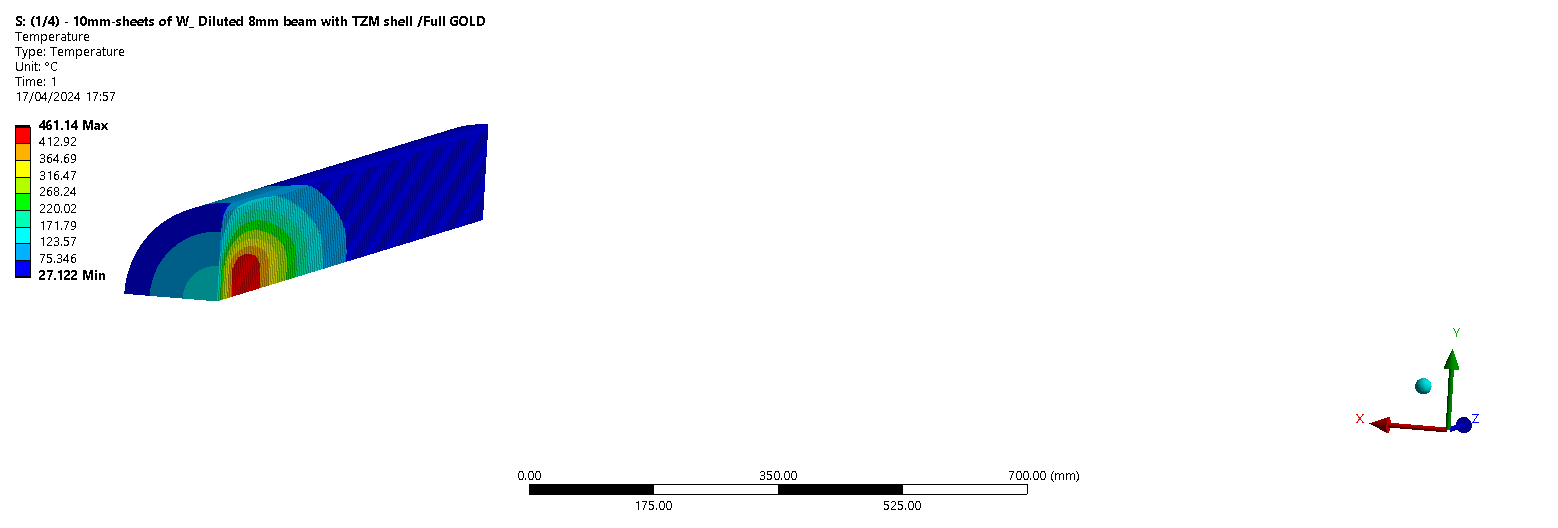 S: (1/4) - 10mm-sheets of W_ Diluted 8mm beam with TZM shell /Full GOLD
Temperature
Type: Temperature
Unit: °C
Time: 1
17/04/2024 17:57
461.14 Max
412.92
364.69
316.47
268.24
220.02
171.79
123.57
75.346
27.122 Min
Y
X
Z
0.00
350.00
700.00 (mm)
175.00
525.00